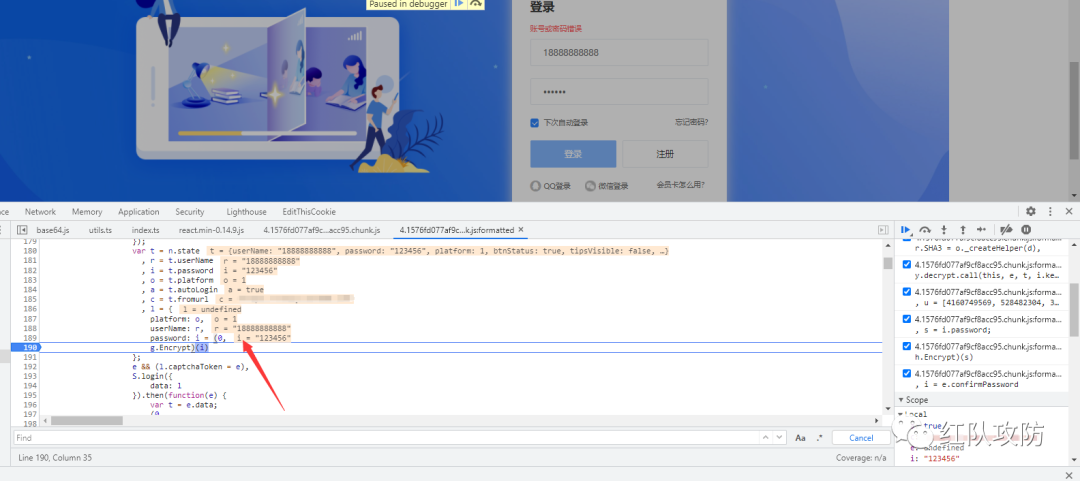 Paused in debugger
登录
账号或密码错误
18888888888
••••••
下次自动登录
忘记密码?
登录
注册
QQ登录
微信登录
会员卡怎么用?
Network Memory Application Security Lighthouse EditThisCookie
base64.js utils.ts index.ts react.min-0.14.9.js 4.1576fd077af9c…acc95.chunk.js 4.1576fd077af9c…k.js:formatted ×
179 });
180 var t = n.state t = {userName: "18888888888", password: "123456", platform: 1, btnStatus: true, tipsVisible: false, …}
181 , r = t.userName r = "18888888888"
182 , i = t.password i = "123456"
183 , o = t.platform o = 1
184 , a = t.autoLogin a = true
185 , c = t.fromurl c =
186 , l = { l = undefined
187 platform: o, o = 1
188 userName: r, r = "18888888888"
189 password: i = (0, i = "123456"
190 g.Encrypt)(i)
191 };
192 e && (l.captchaToken = e),
193 S.login({
194 data: l
195 }).then(function(e) {
196 var t = e.data;
197 (0
198
Find
Aa .* Cancel
Line 190, Column 35
Coverage: n/a
r.SHA3 = o._createHelper(d),
4.1576fd077af9cf8acc95.chunk.js:forma...
y.decrypt.call(this, e, t, i.ke…
4.1576fd077af9cf8acc95.chunk.js:forma...
, u = [4160749569, 528482304, 3…
4.1576fd077af9cf8acc95.chunk.js:forma...
, s = i.password;
4.1576fd077af9cf8acc95.chunk.js:forma...
h.Encrypt)(s)
4.1576fd077af9cf8acc95.chunk.js:forma...
, i = e.confirmPassword
Scope
Local
true
e: undefined
i: "123456"
红队攻防